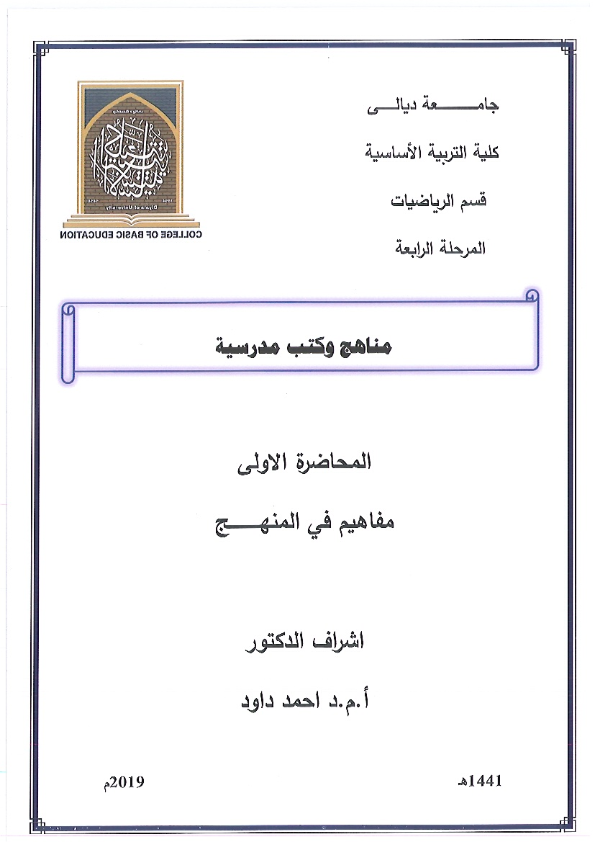 جامـــــــعة ديالـــى
كلية التربية الأساسية
قسم الرياضيات
المرحلة الرابعة
COLLEGE OF BASIC EDUCATION
مناهج وكتب مدرسية
المحاضرة الاولى
مفاهيم في المنهـــــج
اشراف الدكتور
أ.م.د احمد داود
1441هـ
2019م